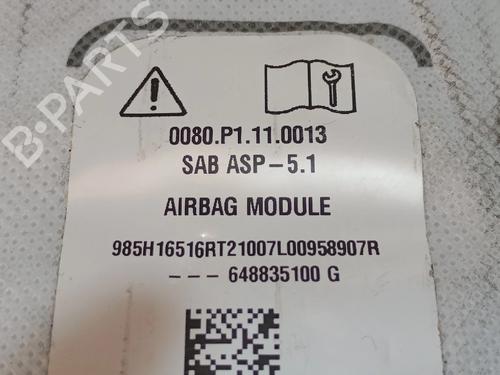 0080.P1.11.0013
SAB ASP-5.1
AIRBAG MODULE
985H16516RT21007L00958907R
--- 648835100 G
B-PARTS